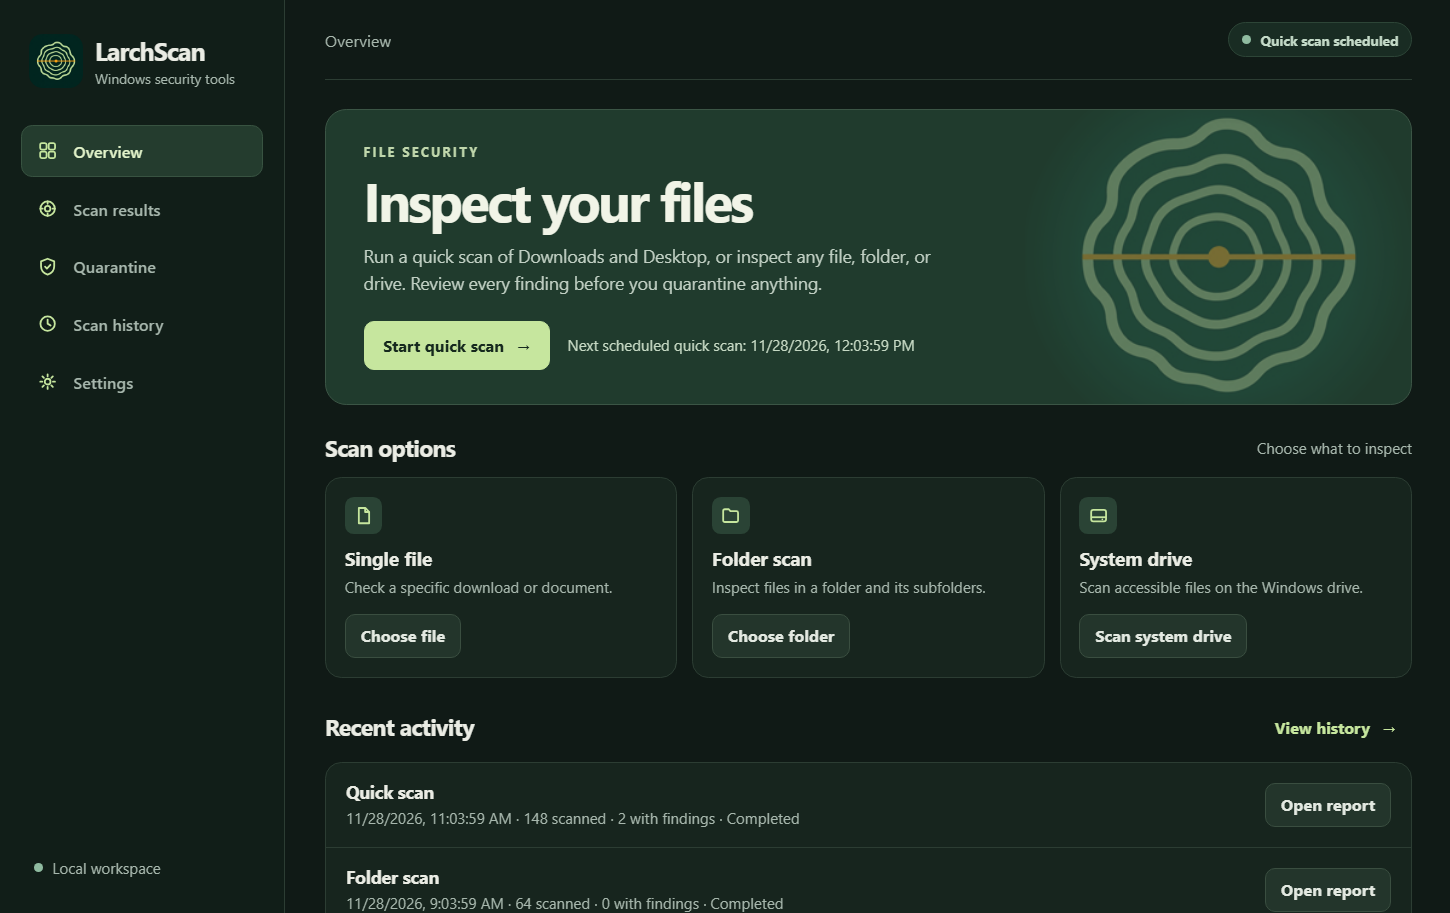 LarchScan
Windows security tools
Overview
Scan results
Quarantine
Scan history
Settings
Local workspace
Overview
Quick scan scheduled
FILE SECURITY
Inspect your files
Run a quick scan of Downloads and Desktop, or inspect any file, folder, or
drive. Review every finding before you quarantine anything.
Start quick scan →
Next scheduled quick scan: 11/28/2026, 12:03:59 PM
Scan options
Choose what to inspect
Single file
Check a specific download or document.
Choose file
Folder scan
Inspect files in a folder and its subfolders.
Choose folder
System drive
Scan accessible files on the Windows drive.
Scan system drive
Recent activity
View history →
Quick scan
11/28/2026, 11:03:59 AM · 148 scanned · 2 with findings · Completed
Open report
Folder scan
11/28/2026, 9:03:59 AM · 64 scanned · 0 with findings · Completed
Open report